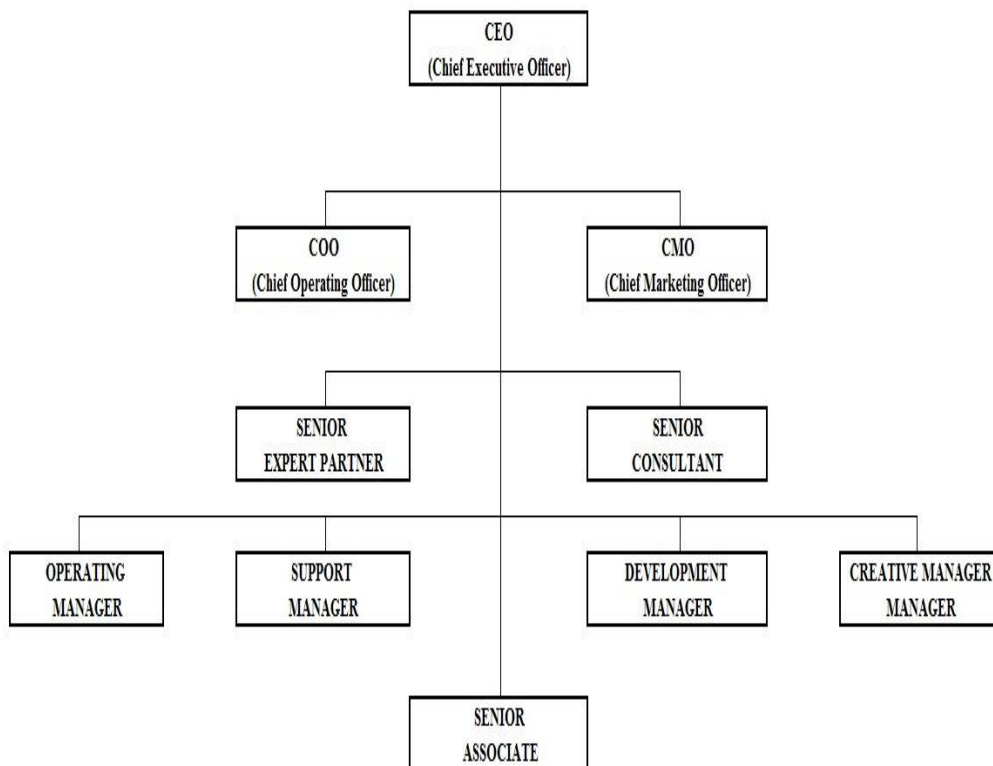 CEO
(Chief Executive Officer)
COO
(Chief Operating Officer)
CMO
(Chief Marketing Officer)
SENIOR
EXPERT PARTNER
SENIOR
CONSULTANT
OPERATING
MANAGER
SUPPORT
MANAGER
DEVELOPMENT
MANAGER
CREATIVE MANAGER
MANAGER
SENIOR
ASSOCIATE